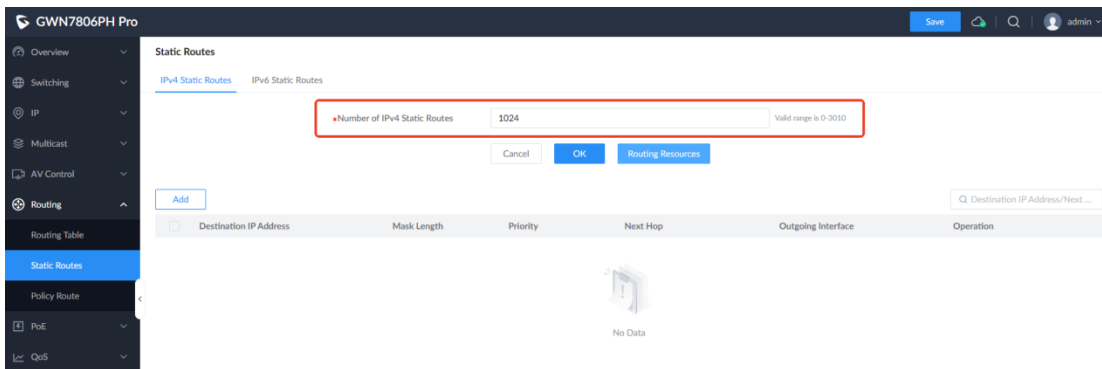 GWN7806PH Pro
Save
admin
Overview
Switching
IP
Multicast
AV Control
Routing
Routing Table
Static Routes
Policy Route
PoE
QoS
Static Routes
IPv4 Static Routes IPv6 Static Routes
*Number of IPv4 Static Routes 1024 Valid range is 0-3010
Cancel OK Routing Resources
Add Destination IP Address/Next ...
Destination IP Address Mask Length Priority Next Hop Outgoing Interface Operation
No Data